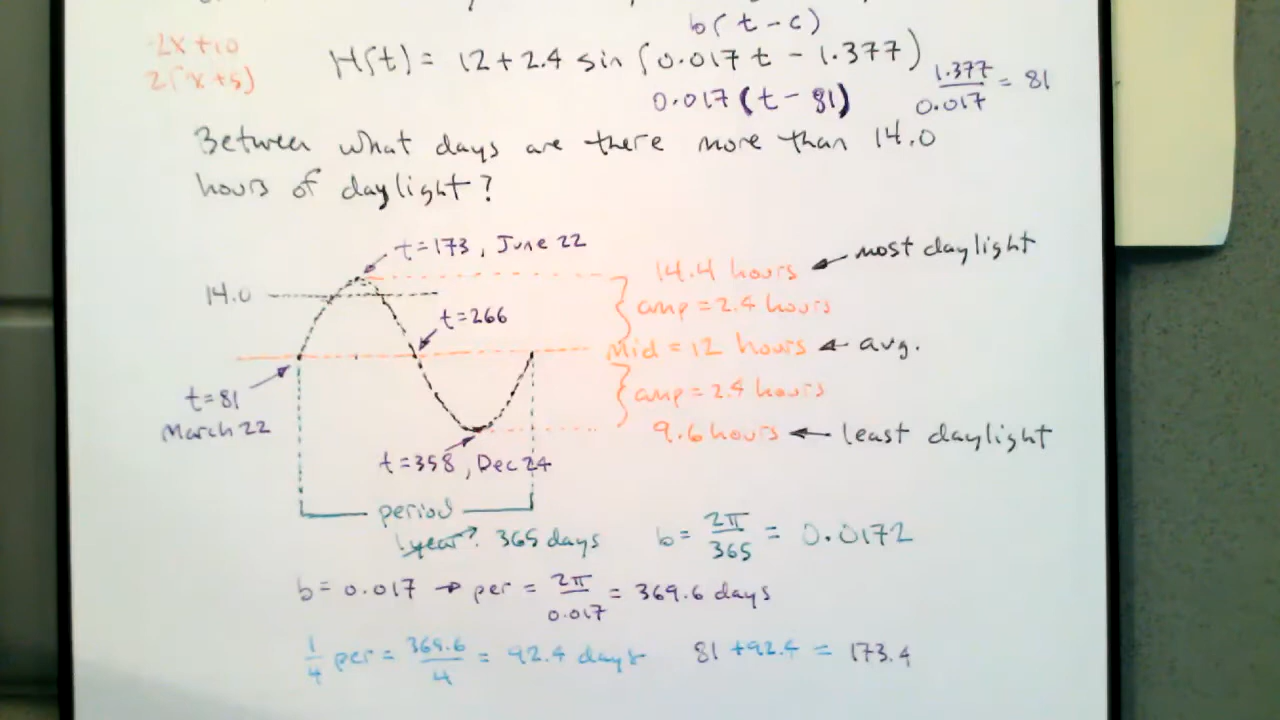 b(t-c)
-2x+10
2(x+5)
H(t) = 12+2.4 sin (0.017 t - 1.377)
0.017 (t - 81)
1.377/0.017 = 81
Between what days are there more than 14.0
hours of daylight?
t=173, June 22
14.4 hours ← most daylight
14.0
amp = 2.4 hours
t=266
Mid = 12 hours ← avg.
t=81
March 22
amp = 2.4 hours
9.6 hours ← least daylight
t=358, Dec 24
period
1 year? 365 days
b = 2π/365 = 0.0172
b = 0.017 → per = 2π/0.017 = 369.6 days
1/4 per = 369.6/4 = 92.4 days
81 + 92.4 = 173.4